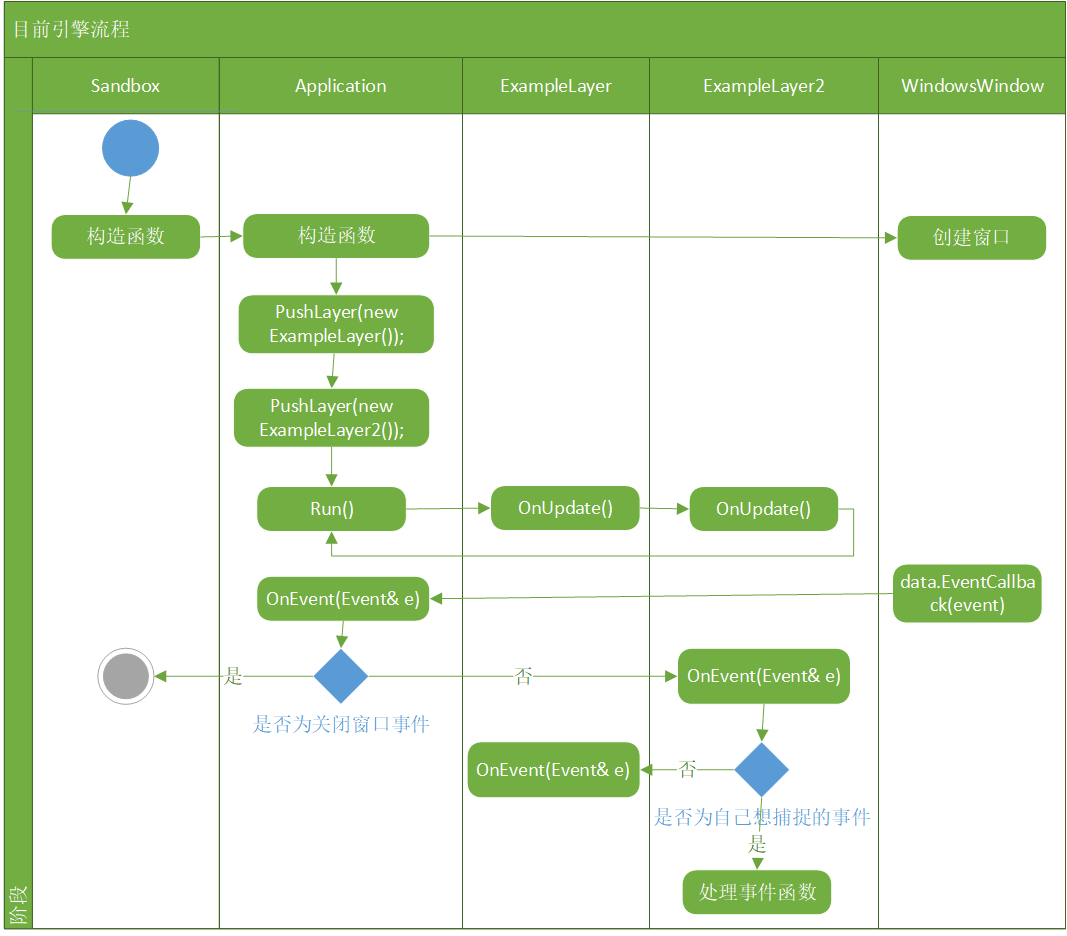 目前引擎流程
Sandbox
Application
ExampleLayer
ExampleLayer2
WindowsWindow
构造函数
构造函数
创建窗口
PushLayer(new
ExampleLayer());
PushLayer(new
ExampleLayer2());
Run()
OnUpdate()
OnUpdate()
data.EventCallba
ck(event)
OnEvent(Event& e)
是
否
OnEvent(Event& e)
是否为关闭窗口事件
OnEvent(Event& e)
否
是否为自己想捕捉的事件
是
处理事件函数
阶段